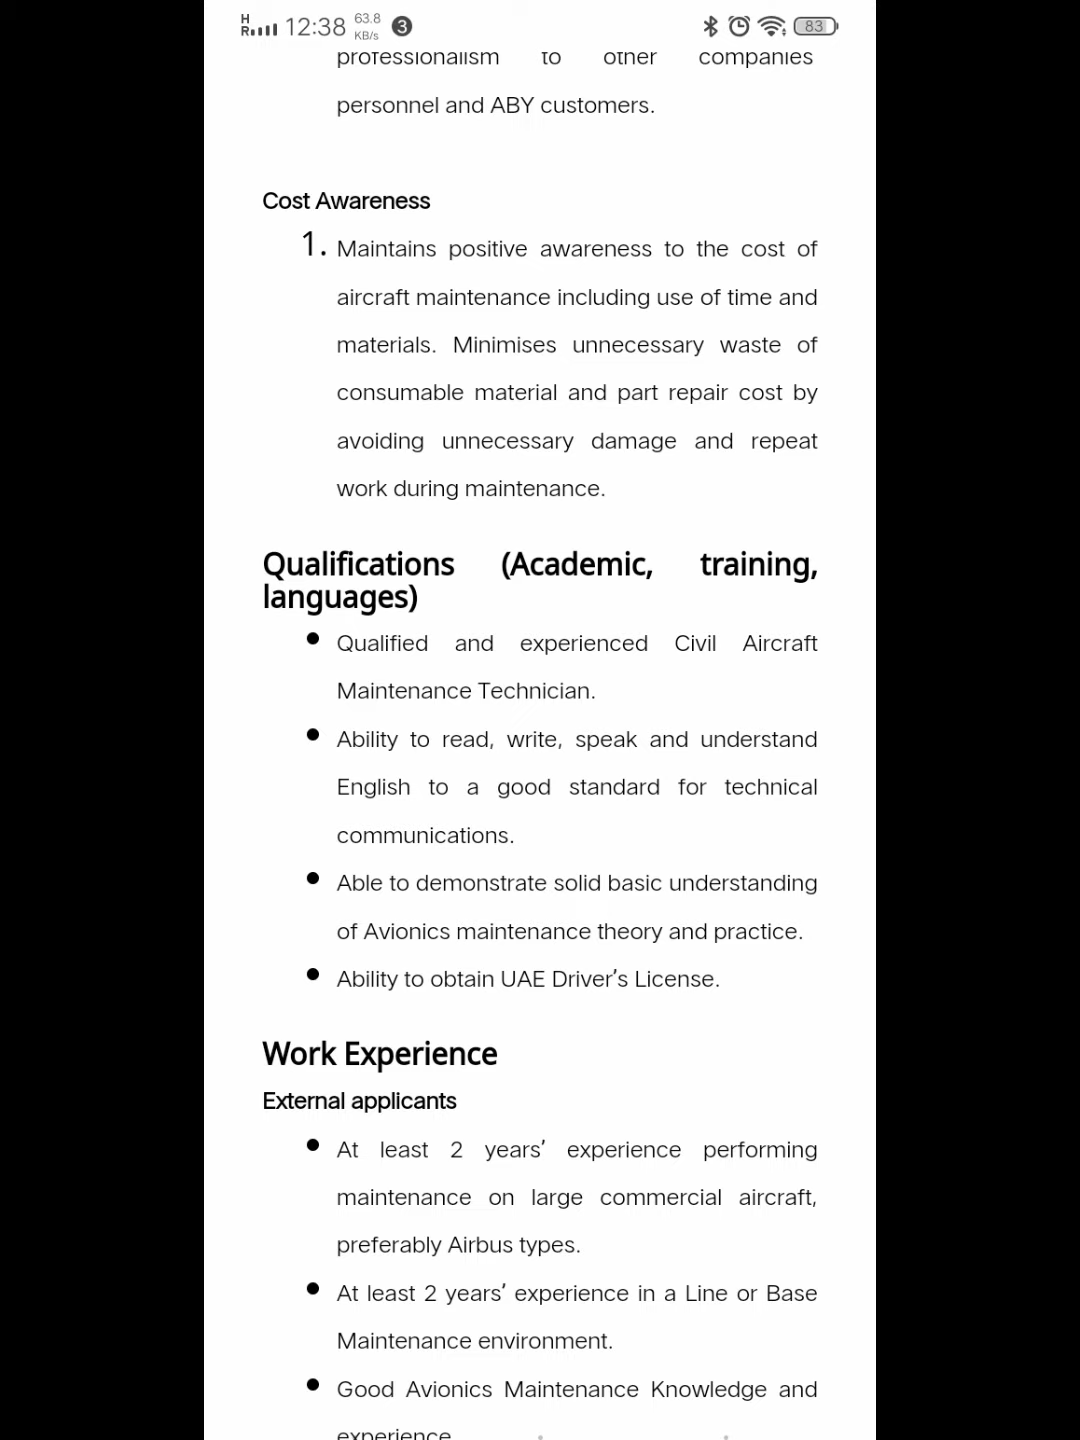 HR 12:38 63.8 KB/s 3 83
professionalism to other companies
personnel and ABY customers.
Cost Awareness
1. Maintains positive awareness to the cost of
aircraft maintenance including use of time and
materials. Minimises unnecessary waste of
consumable material and part repair cost by
avoiding unnecessary damage and repeat
work during maintenance.
Qualifications (Academic, training,
languages)
• Qualified and experienced Civil Aircraft
Maintenance Technician.
• Ability to read, write, speak and understand
English to a good standard for technical
communications.
• Able to demonstrate solid basic understanding
of Avionics maintenance theory and practice.
• Ability to obtain UAE Driver’s License.
Work Experience
External applicants
• At least 2 years’ experience performing
maintenance on large commercial aircraft,
preferably Airbus types.
• At least 2 years’ experience in a Line or Base
Maintenance environment.
• Good Avionics Maintenance Knowledge and
experience